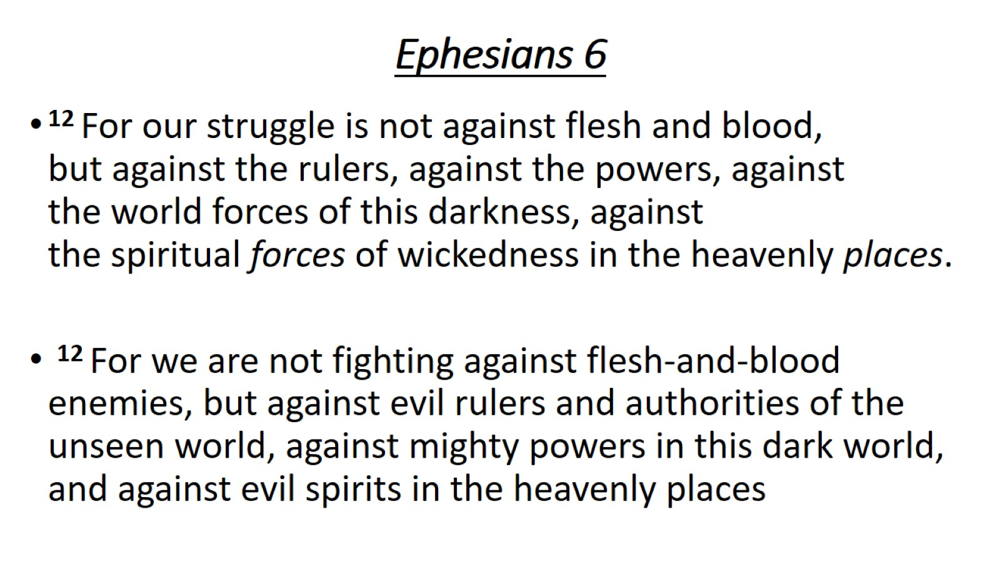 Ephesians 6
• 12 For our struggle is not against flesh and blood,
but against the rulers, against the powers, against
the world forces of this darkness, against
the spiritual forces of wickedness in the heavenly places.
• 12 For we are not fighting against flesh-and-blood
enemies, but against evil rulers and authorities of the
unseen world, against mighty powers in this dark world,
and against evil spirits in the heavenly places